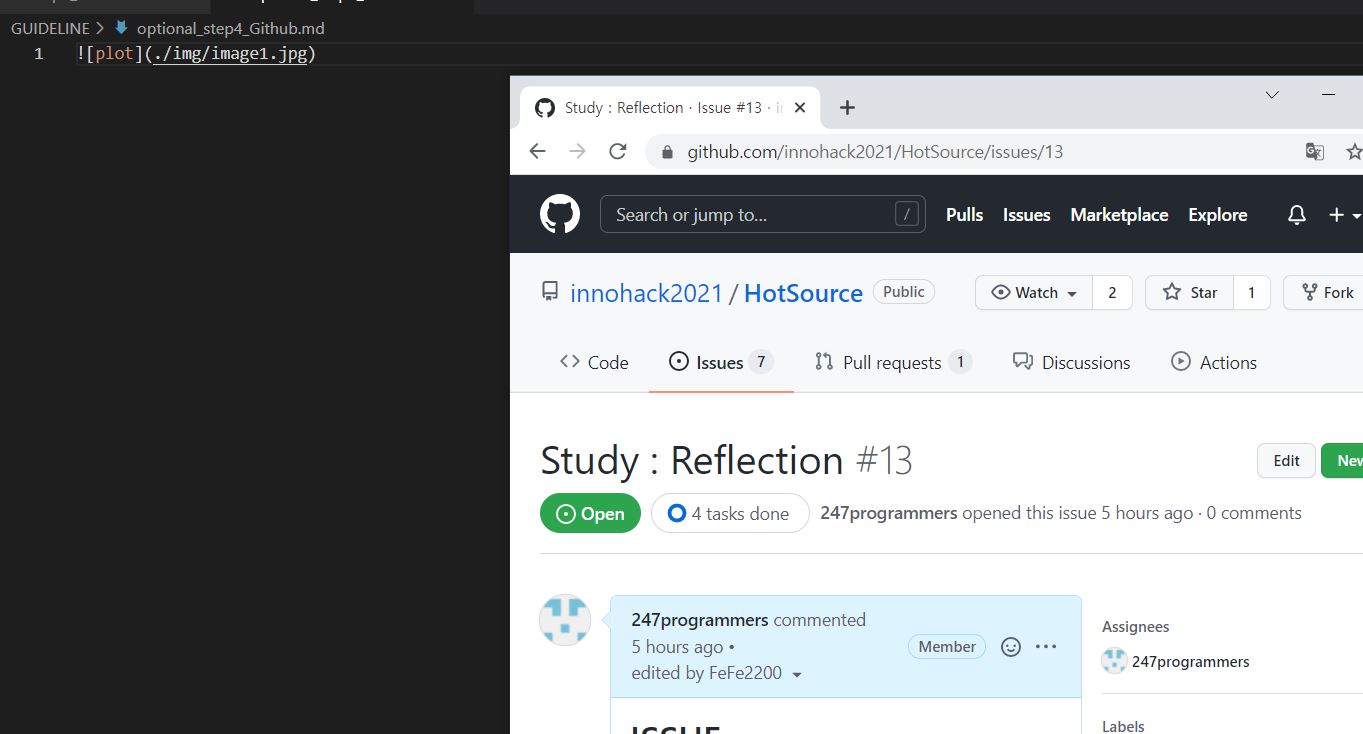 GUIDELINE > optional_step4_Github.md
1 ![plot](./img/image1.jpg)
Study : Reflection · Issue #13 ·
github.com/innohack2021/HotSource/issues/13
Search or jump to... / Pulls Issues Marketplace Explore
innohack2021 / HotSource Public Watch 2 Star 1 Fork
Code Issues 7 Pull requests 1 Discussions Actions
Study : Reflection #13 Edit New
Open 4 tasks done 247programmers opened this issue 5 hours ago · 0 comments
247programmers commented
5 hours ago •
edited by FeFe2200
Member
ISSUE
Assignees
247programmers
Labels